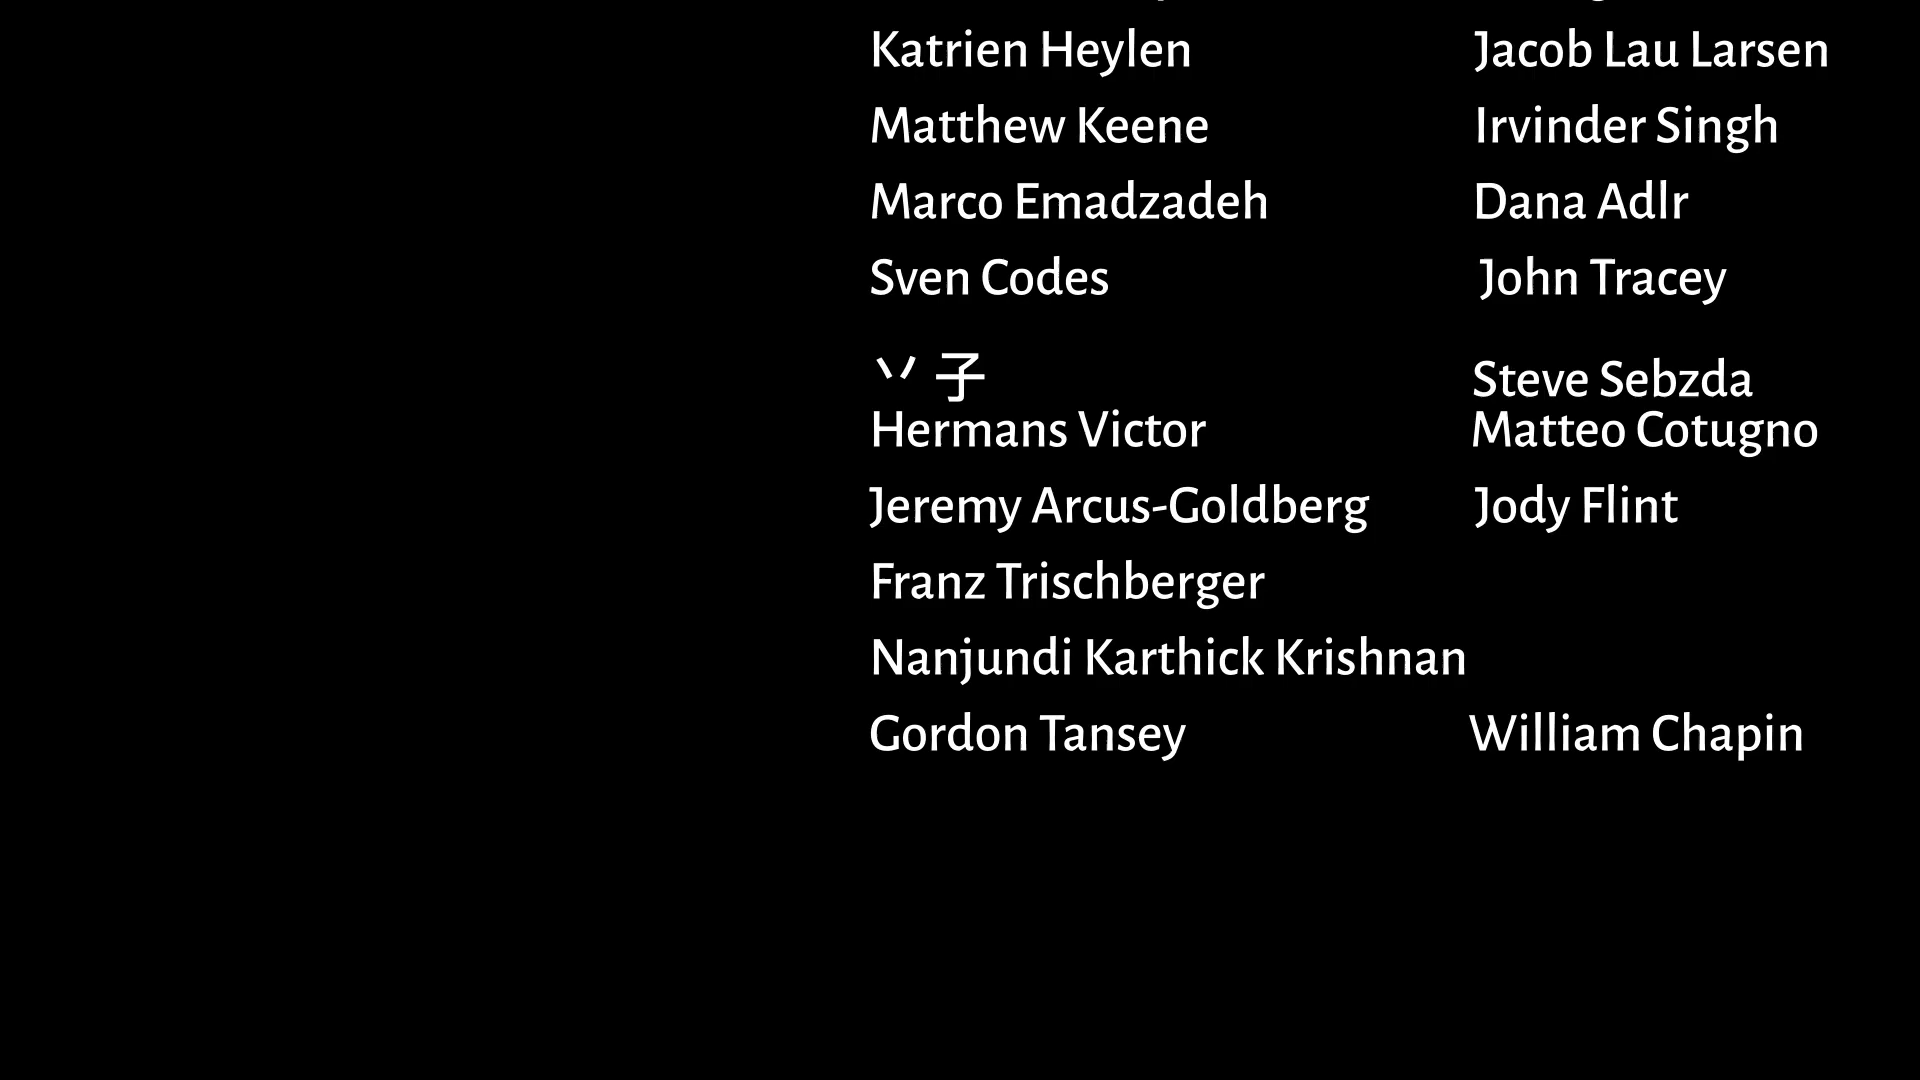 Katrien Heylen Jacob Lau Larsen
Matthew Keene Irvinder Singh
Marco Emadzadeh Dana Adlr
Sven Codes John Tracey
丷 子 Steve Sebzda
Hermans Victor Matteo Cotugno
Jeremy Arcus-Goldberg Jody Flint
Franz Trischberger
Nanjundi Karthick Krishnan
Gordon Tansey William Chapin